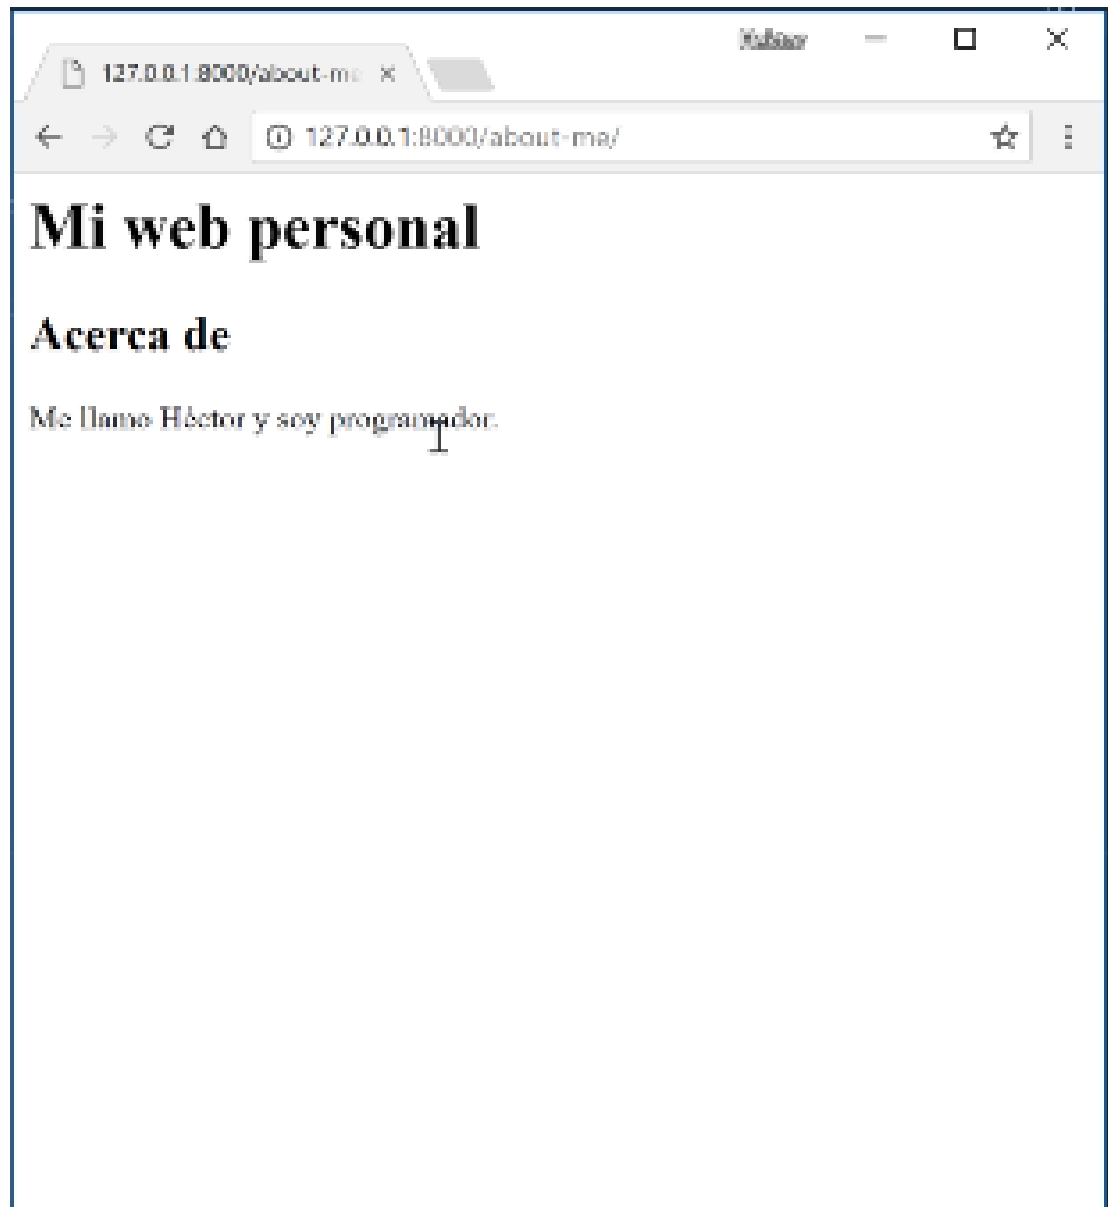 127.0.0.1:8000/about-me
127.0.0.1:8000/about-me/
Mi web personal
Acerca de
Me llamo Héctor y soy programador.